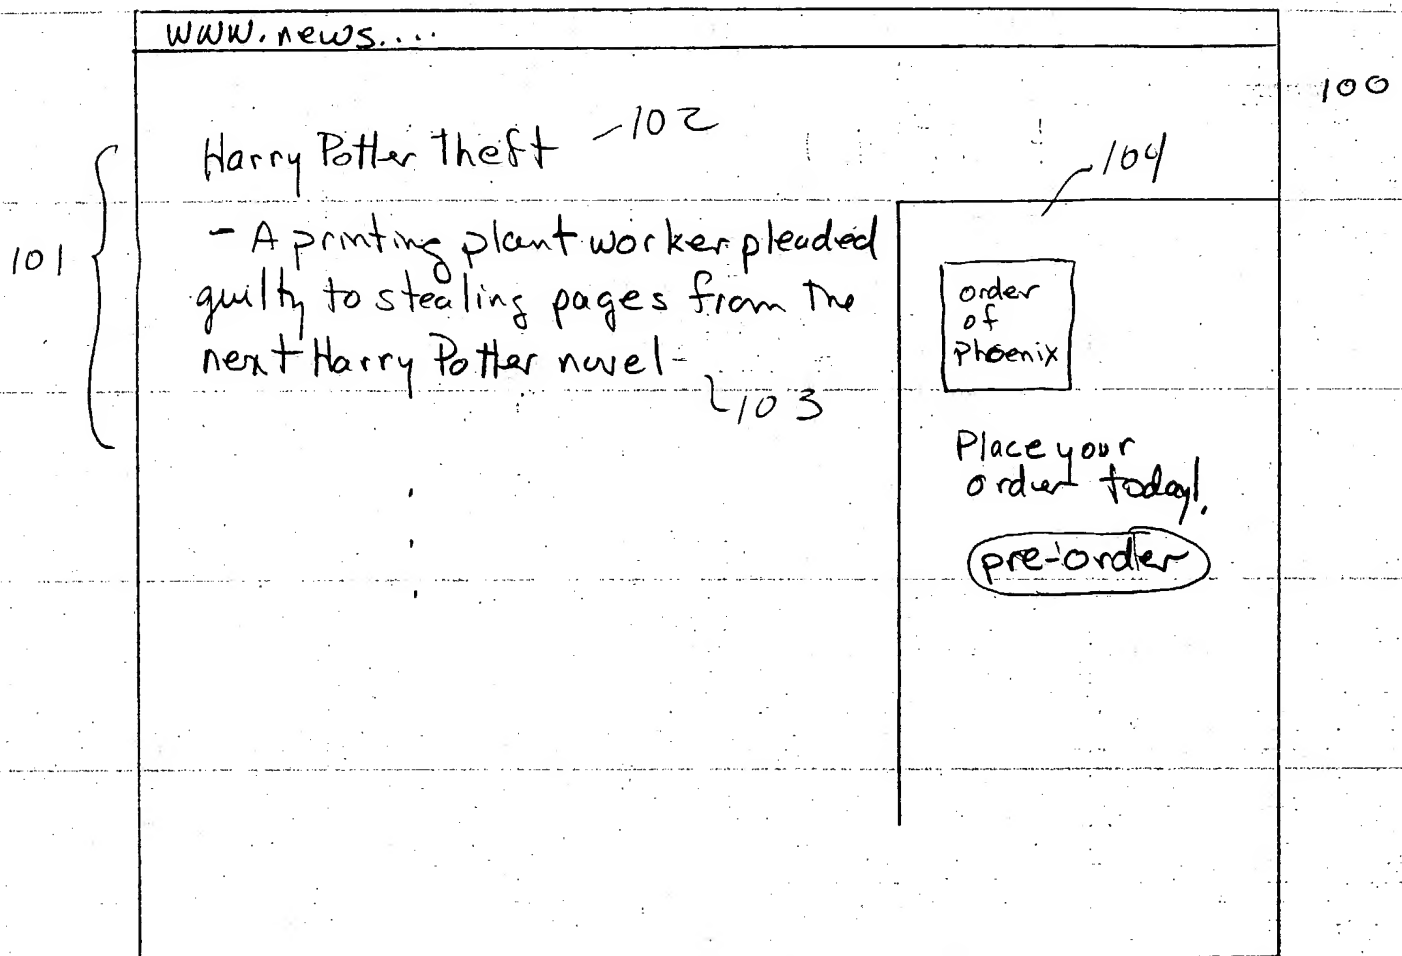 www.news....
100
Harry Potter Theft 102
104
101
- A printing plant worker pleaded
guilty to stealing pages from the
next Harry Potter novel-
103
order
of
Phoenix
Place your
order today!
pre-order